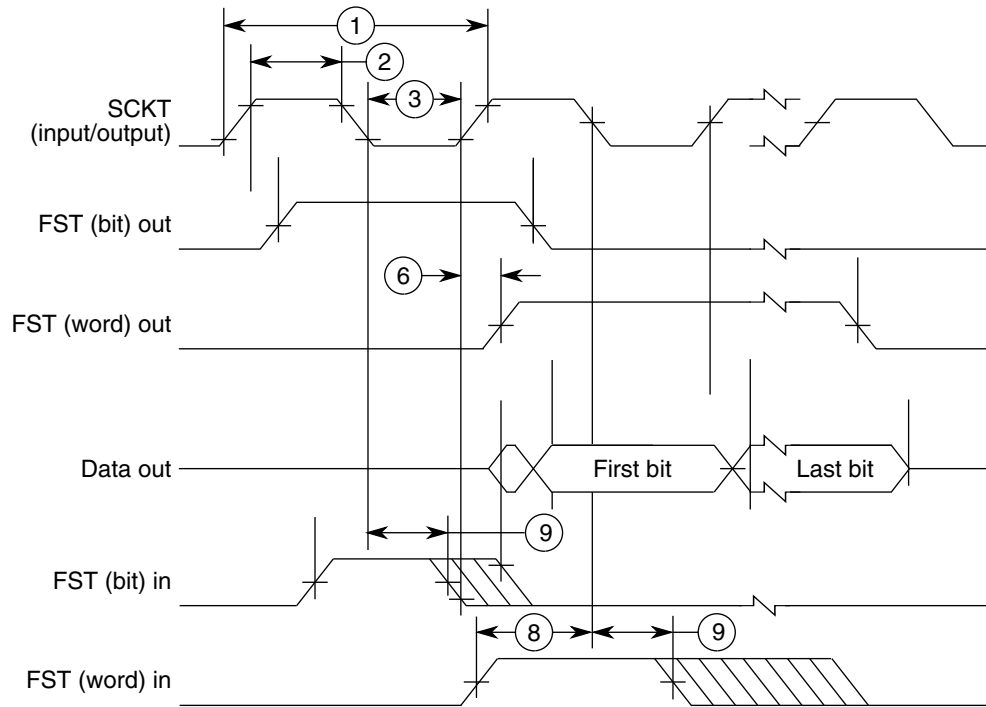 1
2
3
SCKT
(input/output)
FST (bit) out
6
FST (word) out
Data out
First bit
Last bit
9
FST (bit) in
8
9
FST (word) in